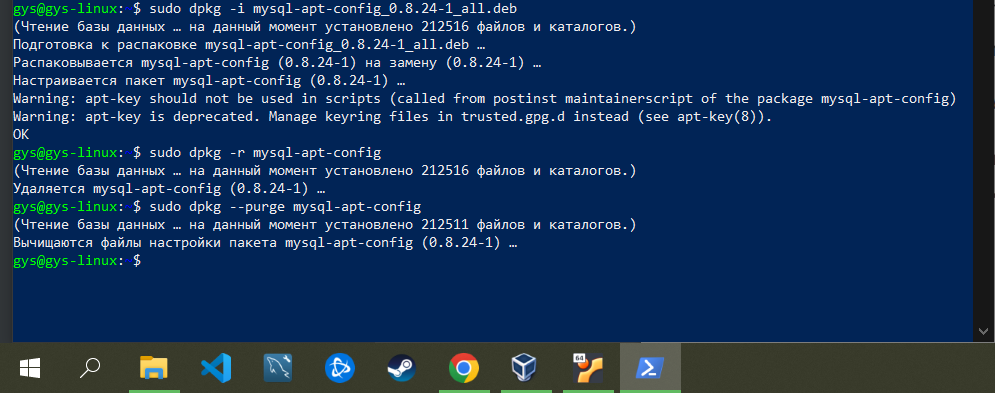 gys@gys-linux: $ sudo dpkg -i mysql-apt-config_0.8.24-1_all.deb
(Чтение базы данных … на данный момент установлено 212516 файлов и каталогов.)
Подготовка к распаковке mysql-apt-config_0.8.24-1_all.deb …
Распаковывается mysql-apt-config (0.8.24-1) на замену (0.8.24-1) …
Настраивается пакет mysql-apt-config (0.8.24-1) …
Warning: apt-key should not be used in scripts (called from postinst maintainerscript of the package mysql-apt-config)
Warning: apt-key is deprecated. Manage keyring files in trusted.gpg.d instead (see apt-key(8)).
OK
gys@gys-linux: $ sudo dpkg -r mysql-apt-config
(Чтение базы данных … на данный момент установлено 212516 файлов и каталогов.)
Удаляется mysql-apt-config (0.8.24-1) …
gys@gys-linux: $ sudo dpkg --purge mysql-apt-config
(Чтение базы данных … на данный момент установлено 212511 файлов и каталогов.)
Вычищаются файлы настройки пакета mysql-apt-config (0.8.24-1) …
gys@gys-linux: $
64